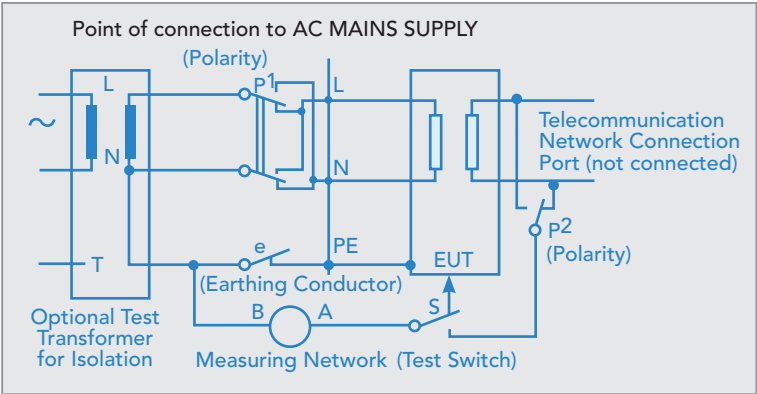 Point of connection to AC MAINS SUPPLY
(Polarity)
P1
L
L
Telecommunication
Network Connection
Port (not connected)
N
N
P2
(Polarity)
e
PE
T
EUT
(Earthing Conductor)
B
A
S
Optional Test
Transformer
for Isolation
Measuring Network
(Test Switch)